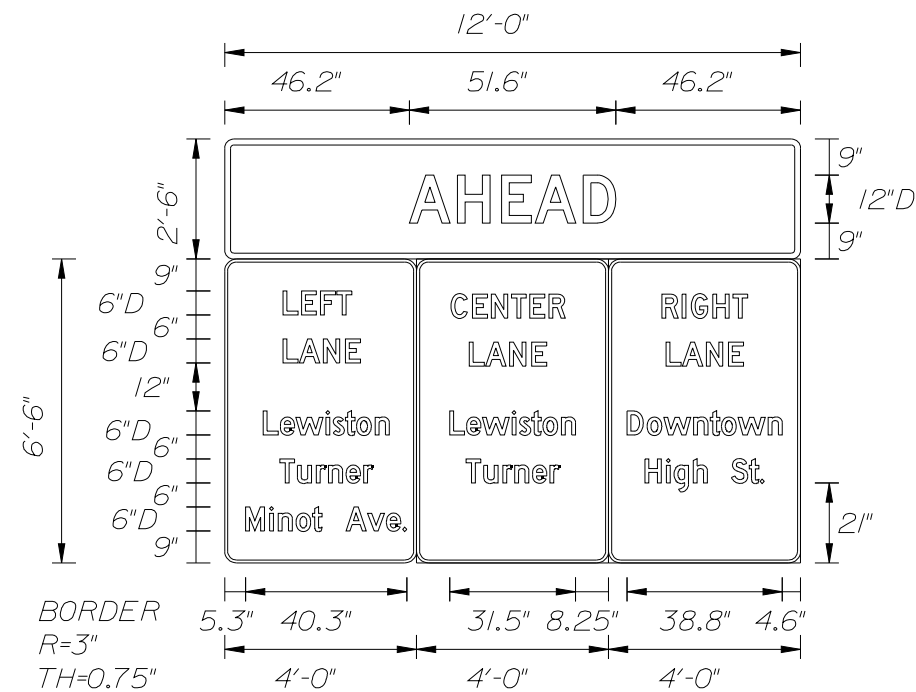 12'-0"
46.2" 51.6" 46.2"
AHEAD
2'-6"
9"
12"D
9"
6'-6"
9"
6"D
6"
6"D
12"
6"D
6"
6"D
6"
6"D
9"
LEFT
LANE
Lewiston
Turner
Minot Ave.
CENTER
LANE
Lewiston
Turner
RIGHT
LANE
Downtown
High St.
21"
5.3" 40.3" 31.5" 8.25" 38.8" 4.6"
4'-0" 4'-0" 4'-0"
BORDER
R=3"
TH=0.75"